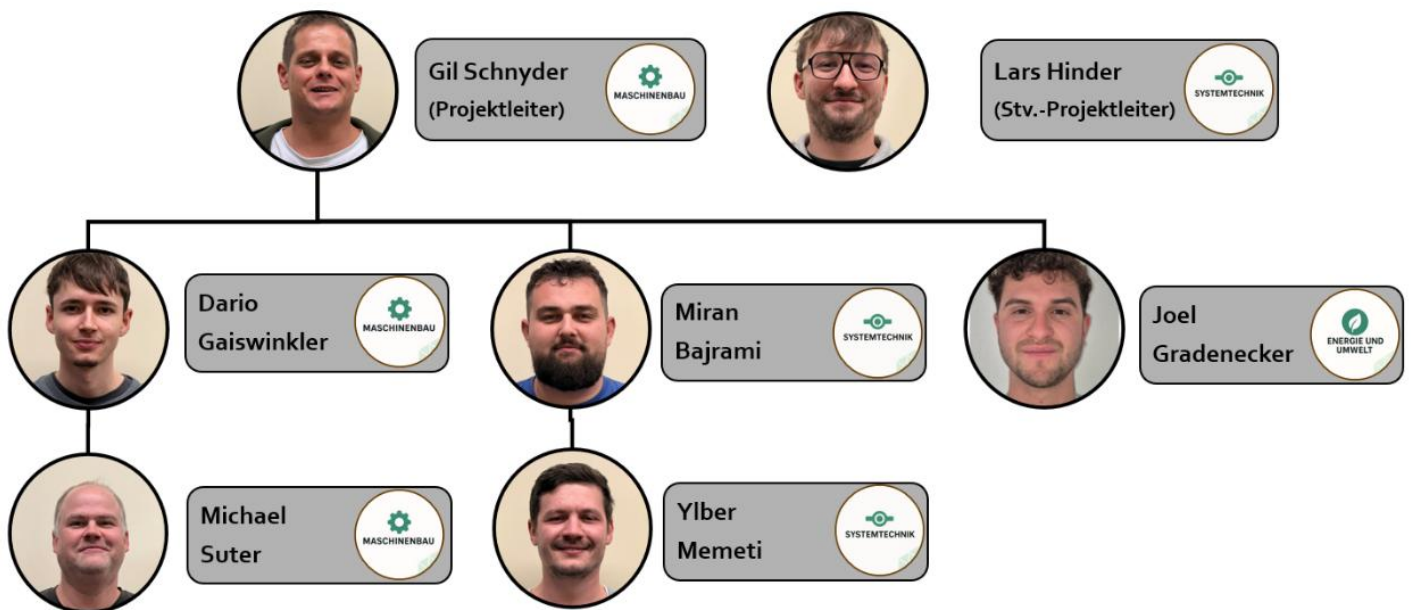 Gil Schnyder
(Projektleiter)
MASCHINENBAU
Lars Hinder
(Stv.-Projektleiter)
SYSTEMTECHNIK
Dario
Gaiswinkler
MASCHINENBAU
Miran
Bajrami
SYSTEMTECHNIK
Joel
Gradenecker
ENERGIE UND
UMWELT
Michael
Suter
MASCHINENBAU
Ylber
Memeti
SYSTEMTECHNIK